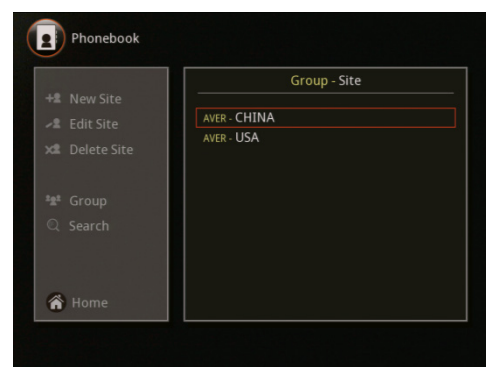 Phonebook
New Site
Edit Site
Delete Site
Group
Search
Home
Group - Site
AVER - CHINA
AVER - USA